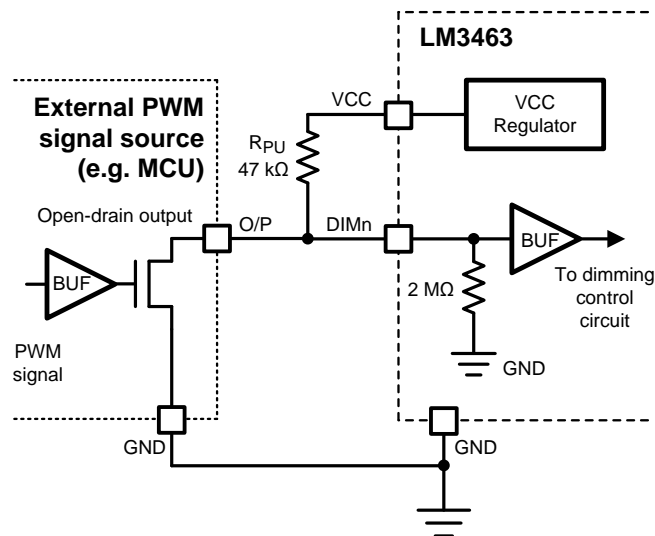 LM3463
External PWM
signal source
(e.g. MCU)
VCC
VCC
Regulator
RPU
47 kΩ
Open-drain output
O/P
DIMn
BUF
BUF
2 MΩ
To dimming
control
circuit
PWM
signal
GND
GND
GND